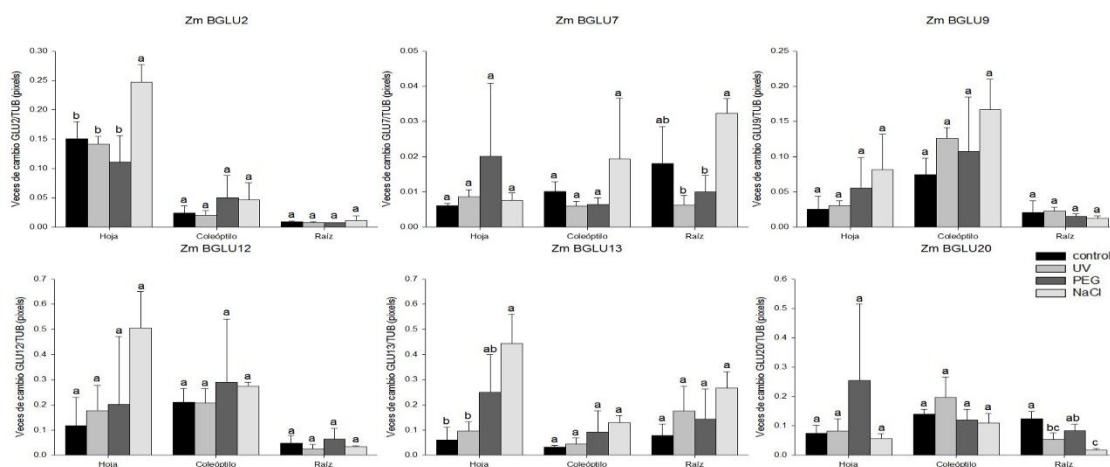 Zm BGLU2
Veces de cambio GLU2/TUB (pixels)
0.30
0.25
0.20
0.15
0.10
0.05
0.00
b b b a
a a a a
a a a a
Hoja Coleóptilo Raíz
Zm BGLU7
Veces de cambio GLU7/TUB (pixels)
0.05
0.04
0.03
0.02
0.01
0.00
a a a a
a a a a
ab b b a
Hoja Coleóptilo Raíz
Zm BGLU9
Veces de cambio GLU9/TUB (pixels)
0.25
0.20
0.15
0.10
0.05
0.00
a a a a
a a a a
a a a a
Hoja Coleóptilo Raíz
Zm BGLU12
Veces de cambio GLU12/TUB (pixels)
0.7
0.6
0.5
0.4
0.3
0.2
0.1
0.0
a a a a
a a a a
a a a a
Hoja Coleóptilo Raíz
Zm BGLU13
Veces de cambio GLU13/TUB (pixels)
0.7
0.6
0.5
0.4
0.3
0.2
0.1
0.0
b b ab a
a a a a
a a a a
Hoja Coleóptilo Raíz
Zm BGLU20
Veces de cambio GLU20/TUB (pixels)
0.7
0.6
0.5
0.4
0.3
0.2
0.1
0.0
a a a a
a a a a
a bc ab c
Hoja Coleóptilo Raíz
control
UV
PEG
NaCl